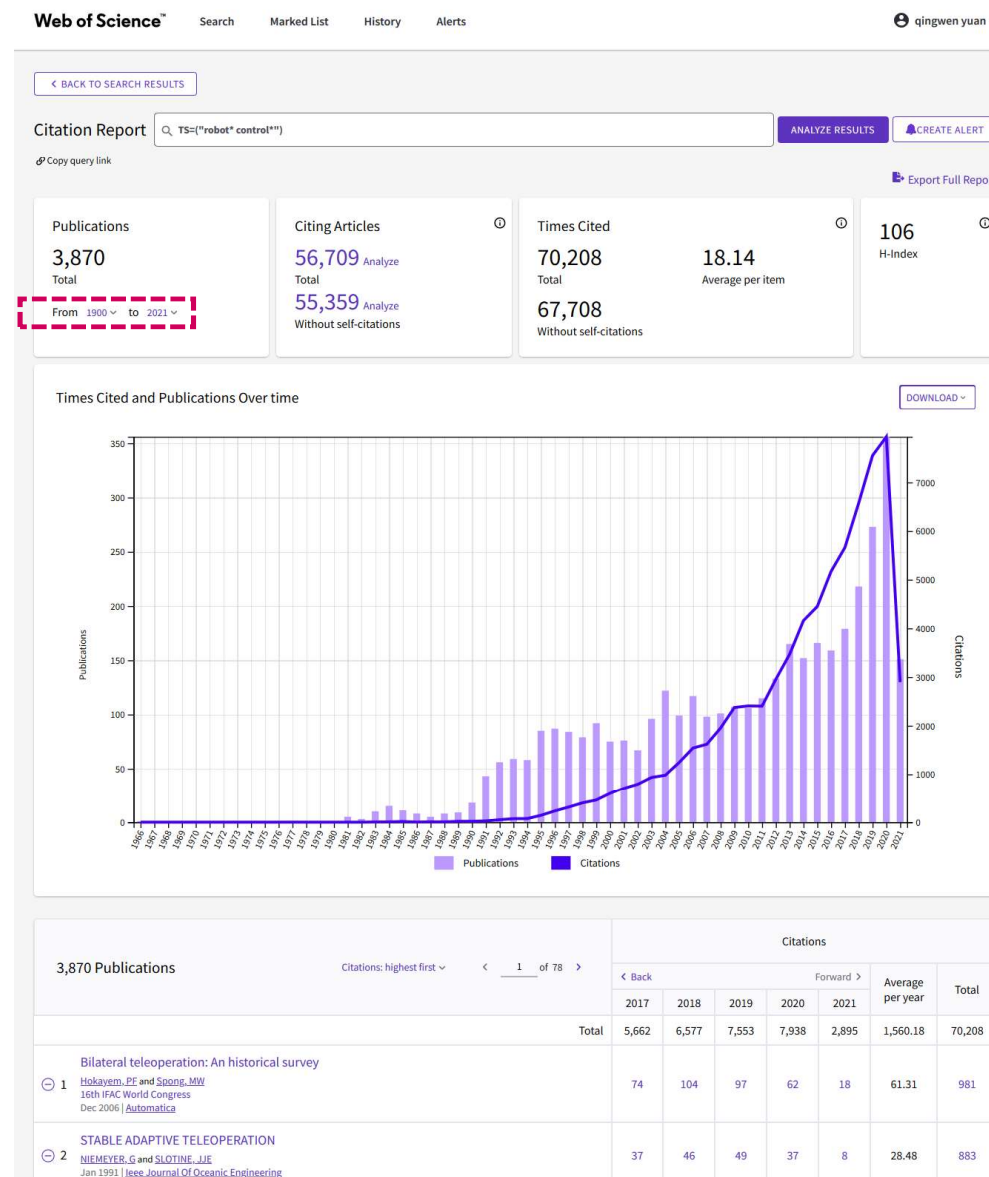 Web of Science™ Search Marked List History Alerts qingwen yuan
< BACK TO SEARCH RESULTS
Citation Report TS=("robot* control*") ANALYZE RESULTS CREATE ALERT
Copy query link
Export Full Repo
Publications
3,870
Total
From 1900 to 2021
Citing Articles
56,709 Analyze
Total
55,359 Analyze
Without self-citations
Times Cited
70,208
Total
18.14
Average per item
67,708
Without self-citations
106
H-Index
Times Cited and Publications Over time DOWNLOAD
350
300
250
200
150
100
50
0
Publications
7000
6000
5000
4000
3000
2000
1000
0
Citations
1966 1967 1968 1969 1970 1971 1972 1973 1974 1975 1976 1977 1978 1979 1980 1981 1982 1983 1984 1985 1986 1987 1988 1989 1990 1991 1992 1993 1994 1995 1996 1997 1998 1999 2000 2001 2002 2003 2004 2005 2006 2007 2008 2009 2010 2011 2012 2013 2014 2015 2016 2017 2018 2019 2020 2021
Publications Citations
3,870 Publications Citations: highest first < 1 of 78 >
Citations
< Back Forward > Average per year Total
2017 2018 2019 2020 2021
Total 5,662 6,577 7,553 7,938 2,895 1,560.18 70,208
Bilateral teleoperation: An historical survey
1 Hokayem, PF and Spong, MW 74 104 97 62 18 61.31 981
16th IFAC World Congress
Dec 2006 | Automatica
STABLE ADAPTIVE TELEOPERATION
2 NIEMEYER, G and SLOTINE, JJE 37 46 49 37 8 28.48 883
Jan 1991 | Ieee Journal Of Oceanic Engineering